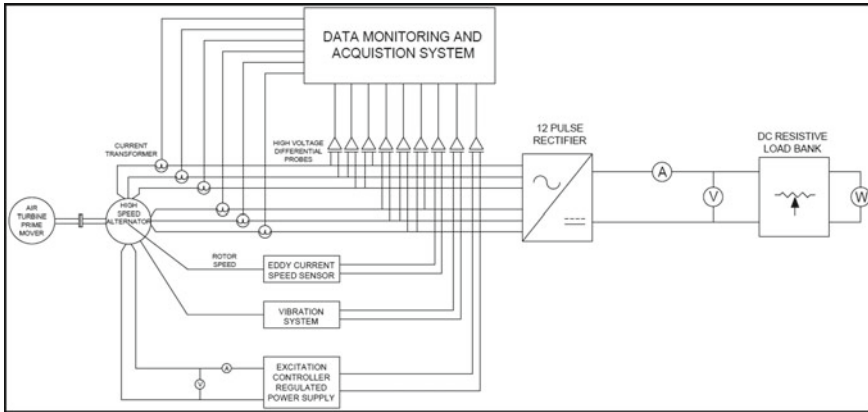 DATA MONITORING AND
ACQUISTION SYSTEM
CURRENT
TRANSFORMER
HIGH VOLTAGE
DIFFERENTIAL
PROBES
12 PULSE
RECTIFIER
DC RESISTIVE
LOAD BANK
A
V
W
AIR
TURBINE
PRIME
MOVER
HIGH
SPEED
ALTERNATOR
ROTOR
SPEED
EDDY CURRENT
SPEED SENSOR
VIBRATION
SYSTEM
A
V
EXCITATION
CONTROLLER
REGULATED
POWER SUPPLY